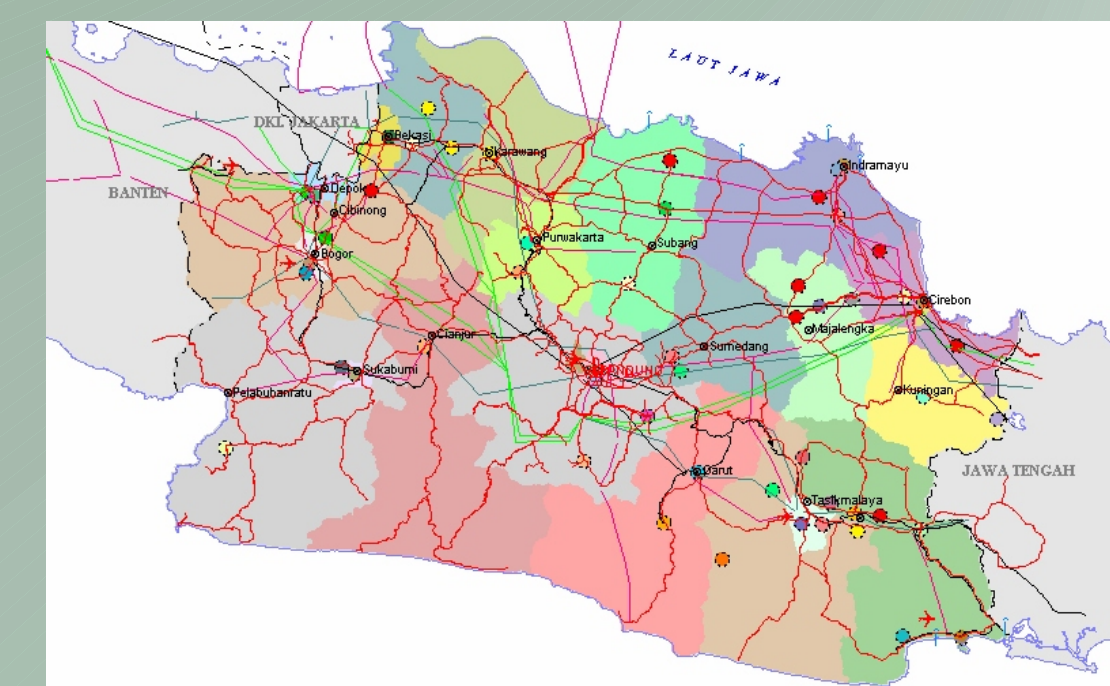 LAUT JAWA
DKI. JAKARTA
Bekasi
Karawang
Indramayu
BANTEN
Depok
Cibinong
Purwakarta
Subang
Bogor
Cirebon
Majalengka
Cianjur
Sumedang
Sukabumi
Pelabuhanratu
Kuningan
Garut
JAWA TENGAH
Tasikmalaya